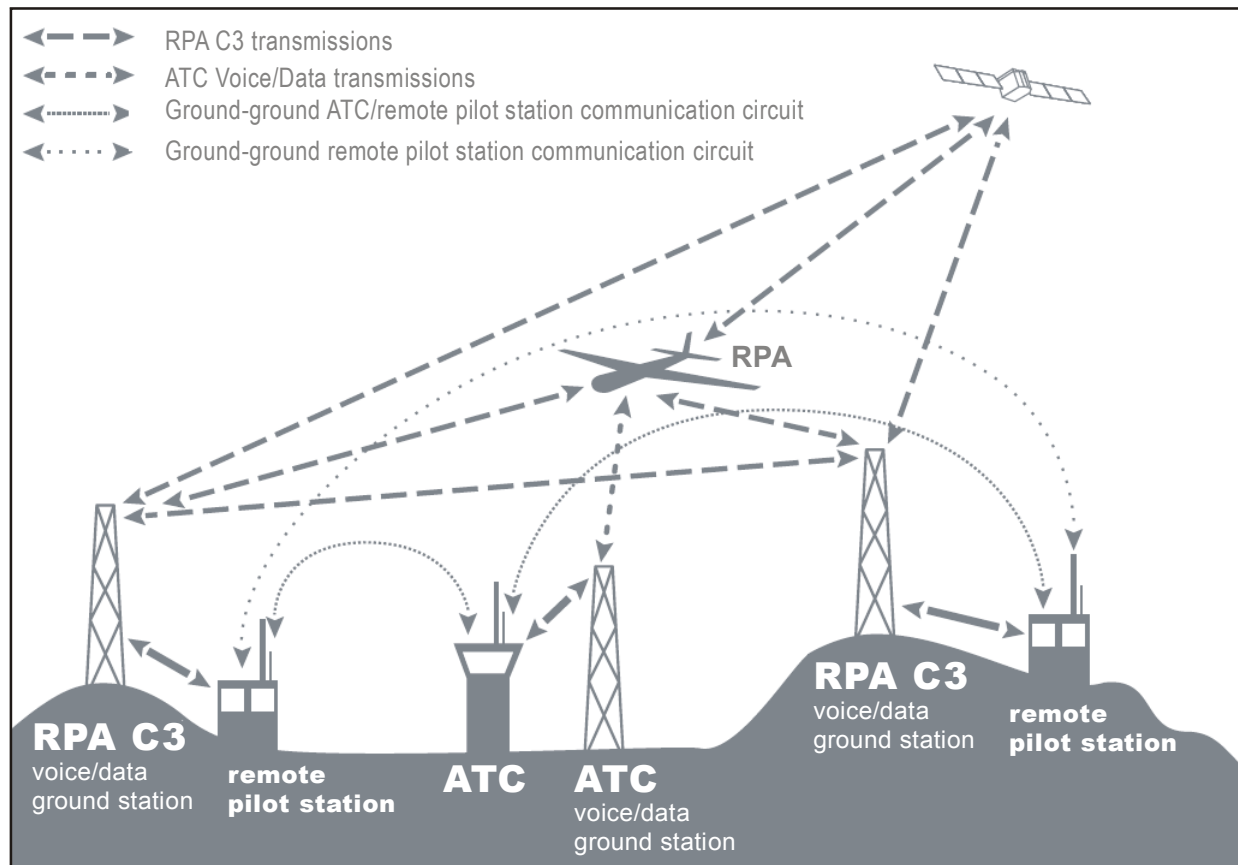 RPA C3 transmissions
ATC Voice/Data transmissions
Ground-ground ATC/remote pilot station communication circuit
Ground-ground remote pilot station communication circuit
RPA
RPA C3
voice/data
ground station
remote
pilot station
ATC
ATC
voice/data
ground station
RPA C3
voice/data
ground station
remote
pilot station